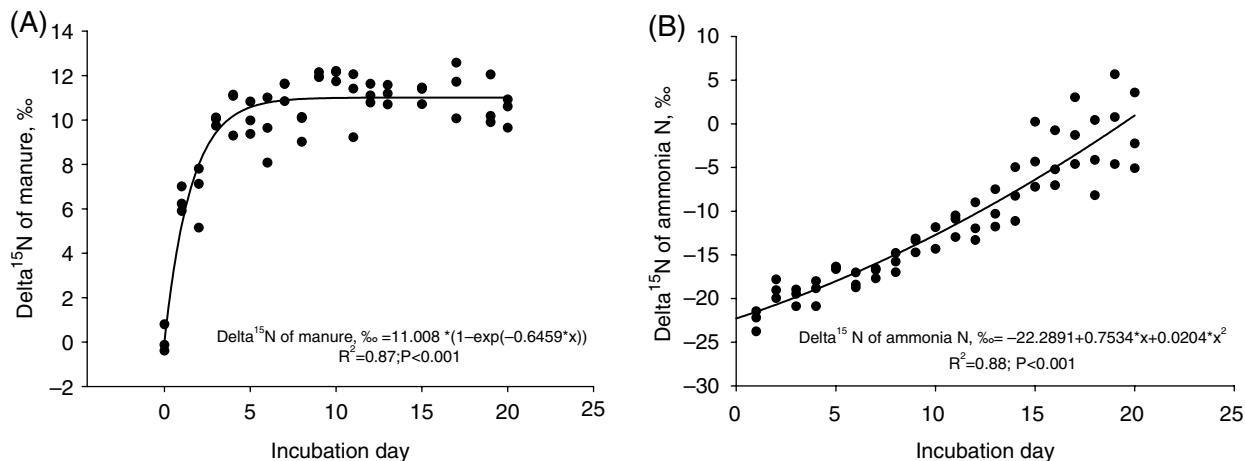 (A)
14
12
10
8
6
4
2
0
−2
Delta15N of manure, ‰
Delta15N of manure, ‰ =11.008 *(1−exp(−0.6459*x))
R2=0.87;P<0.001
0 5 10 15 20 25
Incubation day
(B)
10
5
0
−5
−10
−15
−20
−25
−30
Delta15N of ammonia N, ‰
Delta15 N of ammonia N, ‰= −22.2891+0.7534*x+0.0204*x2
R2=0.88; P<0.001
0 5 10 15 20 25
Incubation day